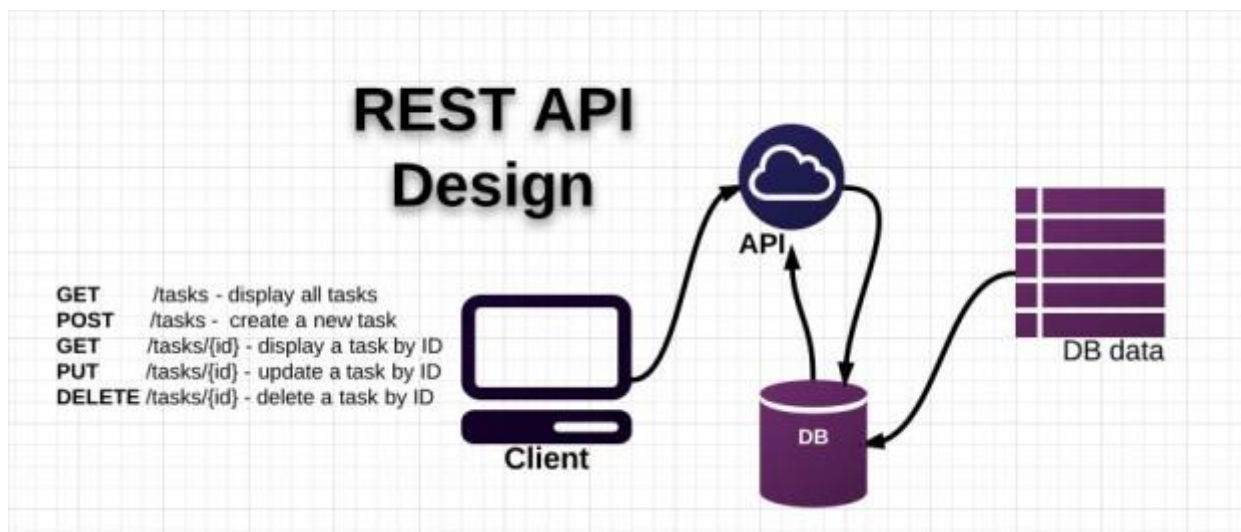 REST API
Design
API
GET /tasks - display all tasks
POST /tasks - create a new task
GET /tasks/{id} - display a task by ID
PUT /tasks/{id} - update a task by ID
DELETE /tasks/{id} - delete a task by ID
Client
DB
DB data